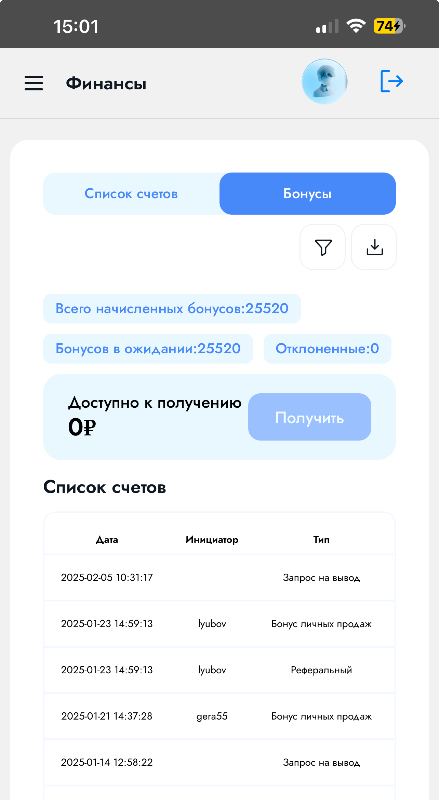 15:01
74
Финансы
Список счетов Бонусы
Всего начисленных бонусов:25520
Бонусов в ожидании:25520 Отклоненные:0
Доступно к получению
0₽ Получить
Список счетов
Дата Инициатор Тип
2025-02-05 10:31:17 Запрос на вывод
2025-01-23 14:59:13 lyubov Бонус личных продаж
2025-01-23 14:59:13 lyubov Реферальный
2025-01-21 14:37:28 gera55 Бонус личных продаж
2025-01-14 12:58:22 Запрос на вывод